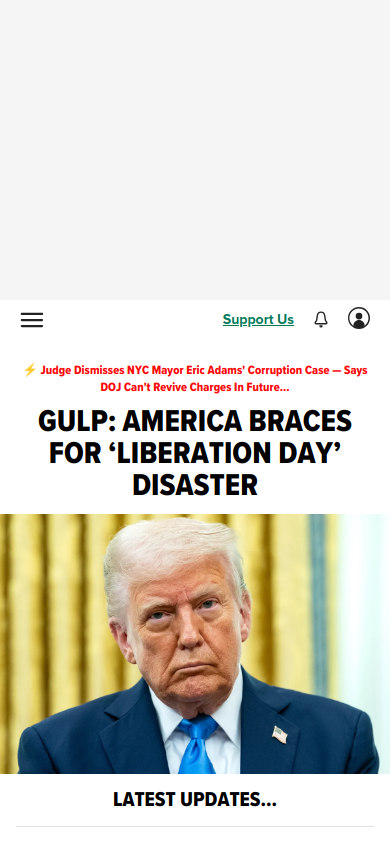 Support Us
⚡ Judge Dismisses NYC Mayor Eric Adams' Corruption Case — Says
DOJ Can't Revive Charges In Future...
GULP: AMERICA BRACES
FOR ‘LIBERATION DAY’
DISASTER
LATEST UPDATES...